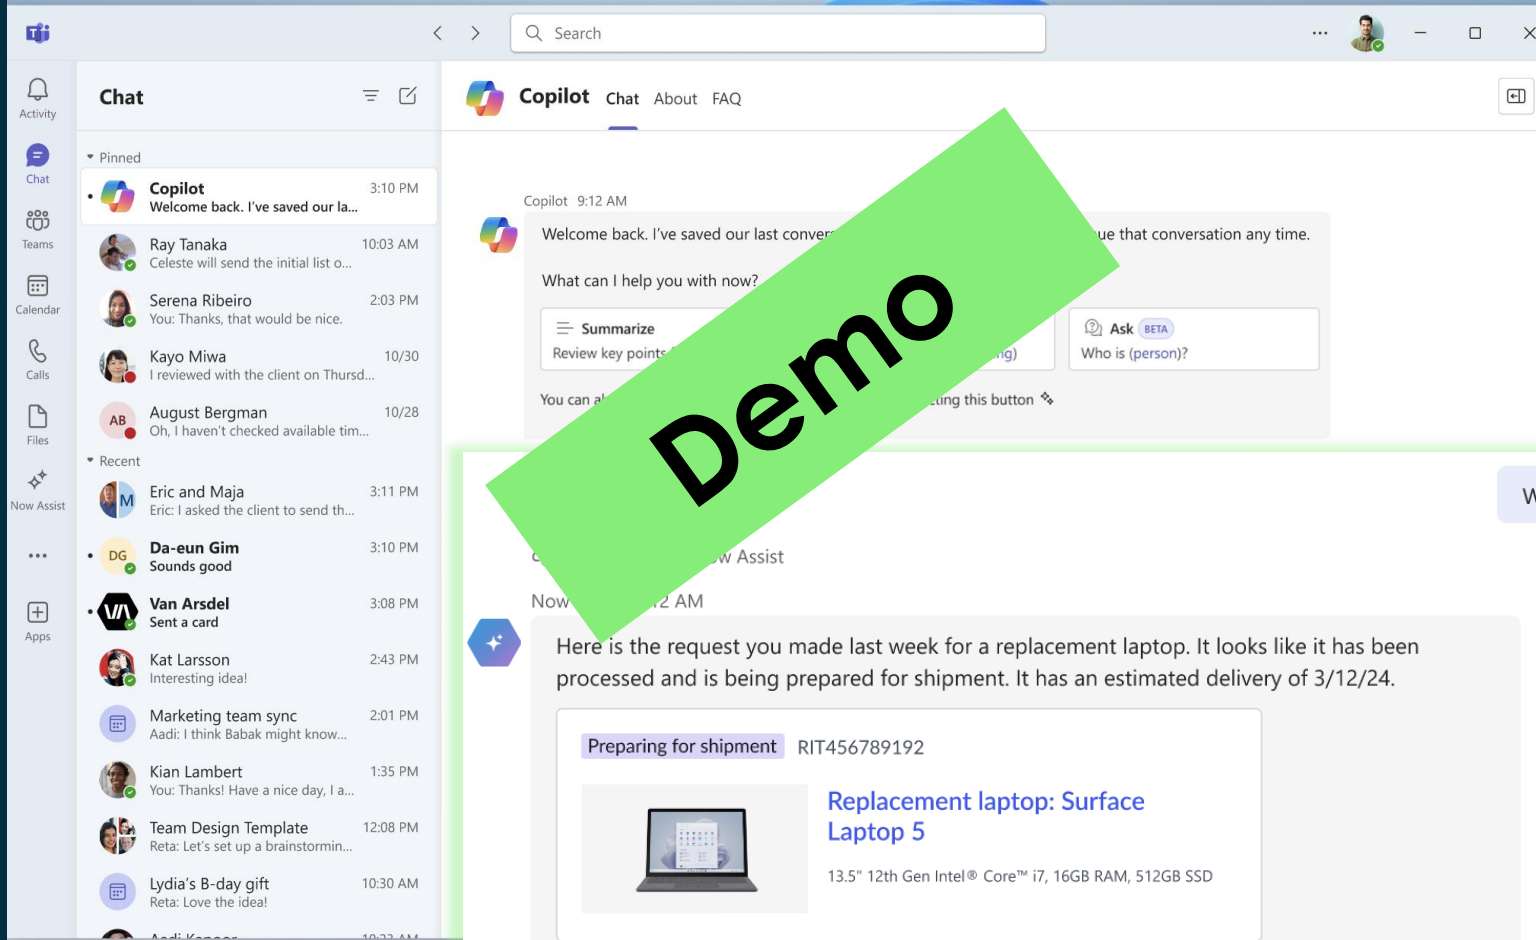 Search
Activity
Chat
Teams
Calendar
Calls
Files
Now Assist
Apps
Chat
Pinned
Copilot 3:10 PM
Welcome back. I've saved our la...
Ray Tanaka 10:03 AM
Celeste will send the initial list o...
Serena Ribeiro 2:03 PM
You: Thanks, that would be nice.
Kayo Miwa 10/30
I reviewed with the client on Thursd...
AB
August Bergman 10/28
Oh, I haven't checked available tim...
Recent
M
Eric and Maja 3:11 PM
Eric: I asked the client to send th...
DG
Da-eun Gim 3:10 PM
Sounds good
Van Arsdel 3:08 PM
Sent a card
Kat Larsson 2:43 PM
Interesting idea!
Marketing team sync 2:01 PM
Aadi: I think Babak might know...
Kian Lambert 1:35 PM
You: Thanks! Have a nice day, I a...
Team Design Template 12:08 PM
Reta: Let's set up a brainstormin...
Lydia's B-day gift 10:30 AM
Reta: Love the idea!
Copilot Chat About FAQ
Copilot 9:12 AM
Welcome back. I've saved our last that conversation any time.
What can I help you with now?
Summarize
Review key points
Ask BETA
Who is (person)?
You can this button
Demo
Assist
Now AM
Here is the request you made last week for a replacement laptop. It looks like it has been
processed and is being prepared for shipment. It has an estimated delivery of 3/12/24.
Preparing for shipment RIT456789192
Replacement laptop: Surface
Laptop 5
13.5" 12th Gen Intel® Core™ i7, 16GB RAM, 512GB SSD